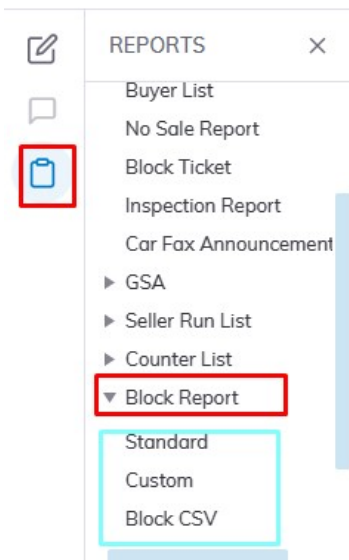 REPORTS
Buyer List
No Sale Report
Block Ticket
Inspection Report
Car Fax Announcement
GSA
Seller Run List
Counter List
Block Report
Standard
Custom
Block CSV